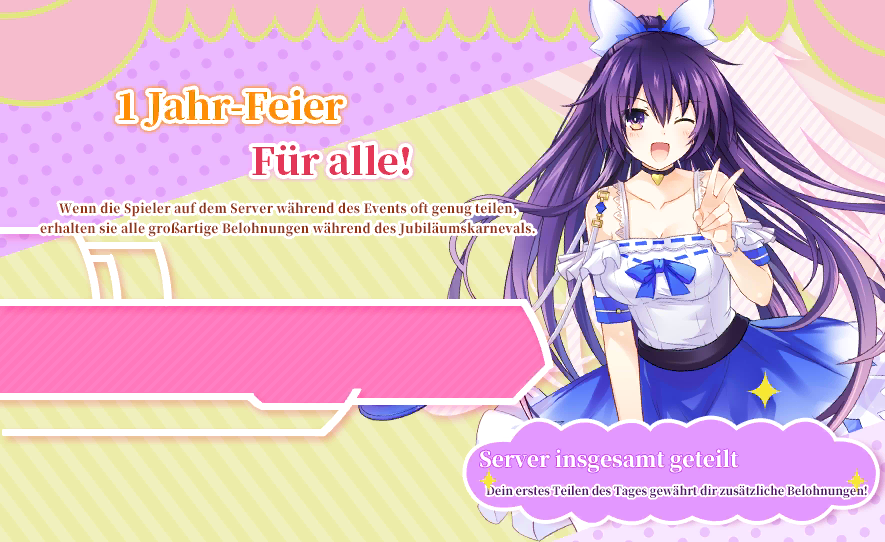 1 Jahr-Feier
Für alle!
Wenn die Spieler auf dem Server während des Events oft genug teilen,
erhalten sie alle großartige Belohnungen während des Jubiläumskarnevals.
Server insgesamt geteilt
Dein erstes Teilen des Tages gewährt dir zusätzliche Belohnungen!